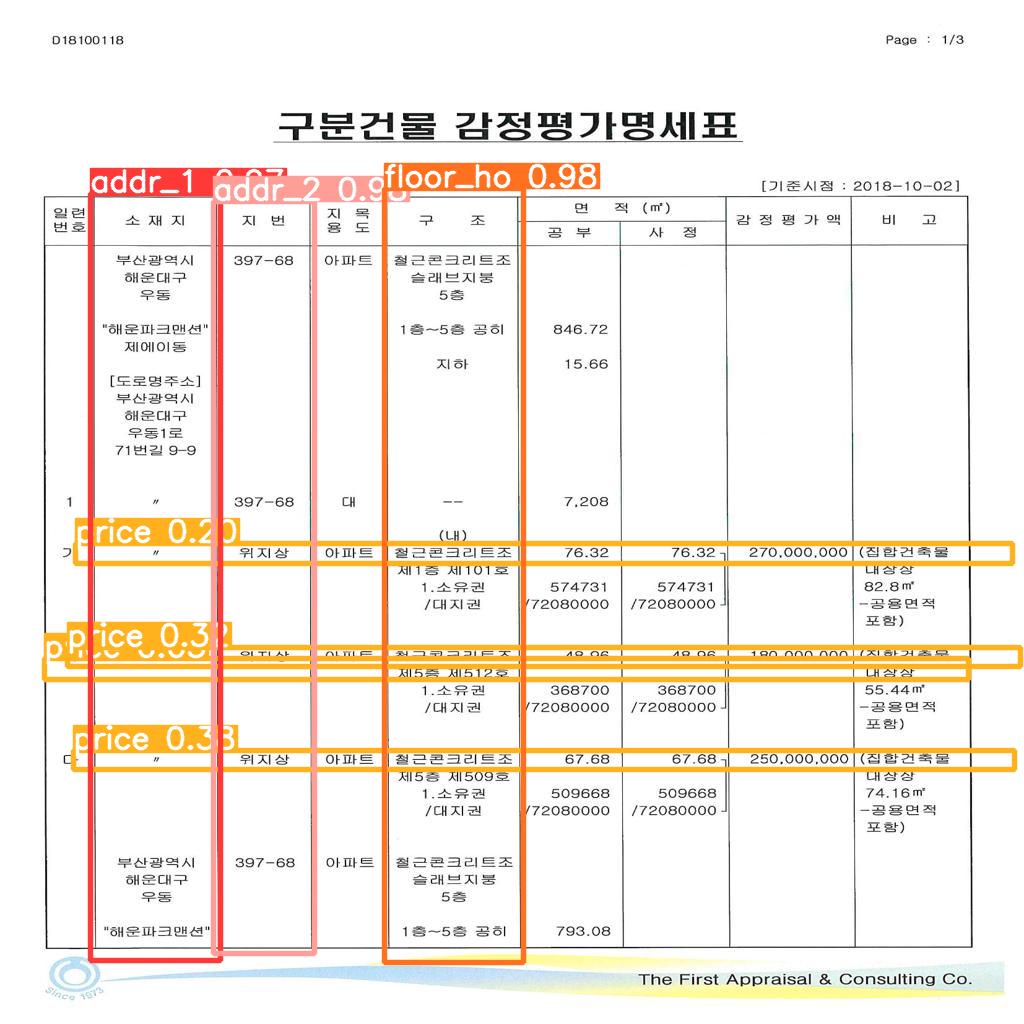 D18100118
Page : 1/3
구분건물 감정평가명세표
[기준시점 : 2018-10-02]
addr_1
addr_2
floor_ho 0.98
일련번호 소재지 지번 지목용도 구조 면적(㎡) 공부 사정 감정평가액 비고
부산광역시 397-68 아파트 철근콘크리트조
해운대구 슬래브지붕
우동 5층
"해운파크맨션" 1층~5층 공히 846.72
제에이동
지하 15.66
[도로명주소]
부산광역시
해운대구
우동1로
71번길 9-9
1 〃 397-68 대 -- 7,208
(내)
price 0.20
〃 위지상 아파트 철근콘크리트조 76.32 76.32 270,000,000 (집합건축물
제1층 제101호 대장상
1.소유권 574731 574731 82.8㎡
/대지권 /72080000 /72080000 -공용면적
포함)
price 0.32
위지상 아파트 철근콘크리트조 48.96 48.96 180,000,000 (집합건축물
제5층 제512호 대장상
1.소유권 368700 368700 55.44㎡
/대지권 /72080000 /72080000 -공용면적
포함)
price 0.38
〃 위지상 아파트 철근콘크리트조 67.68 67.68 250,000,000 (집합건축물
제5층 제509호 대장상
1.소유권 509668 509668 74.16㎡
/대지권 /72080000 /72080000 -공용면적
포함)
부산광역시 397-68 아파트 철근콘크리트조
해운대구 슬래브지붕
우동 5층
"해운파크맨션" 1층~5층 공히 793.08
Since 1973
The First Appraisal & Consulting Co.